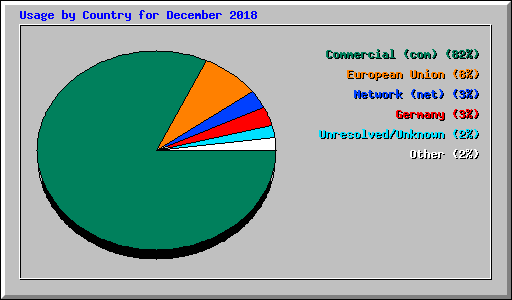 Usage by Country for December 2018
Commercial (com) (82%)
European Union (8%)
Network (net) (3%)
Germany (3%)
Unresolved/Unknown (2%)
Other (2%)